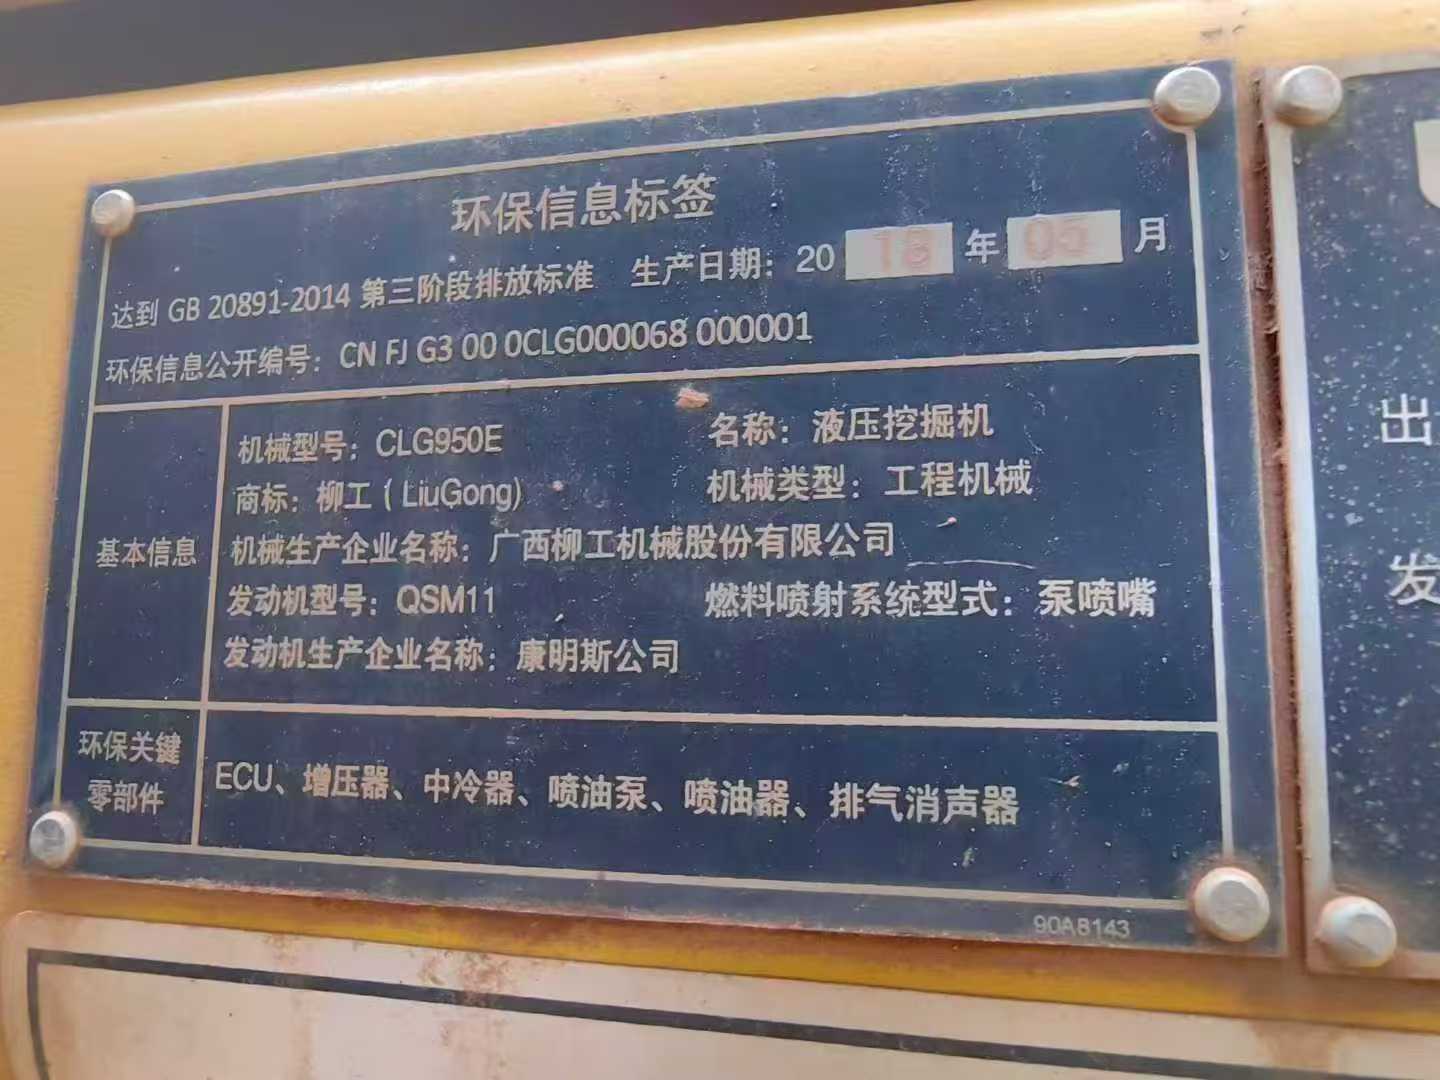 环保信息标签
达到 GB 20891-2014 第三阶段排放标准 生产日期：2018年05月
环保信息公开编号：CN FJ G3 00 0CLG000068 000001
基本信息
机械型号：CLG950E 名称：液压挖掘机
商标：柳工（LiuGong) 机械类型：工程机械
机械生产企业名称：广西柳工机械股份有限公司
发动机型号：QSM11 燃料喷射系统型式：泵喷嘴
发动机生产企业名称：康明斯公司
环保关键
零部件
ECU、增压器、中冷器、喷油泵、喷油器、排气消声器
90A8143
出
发